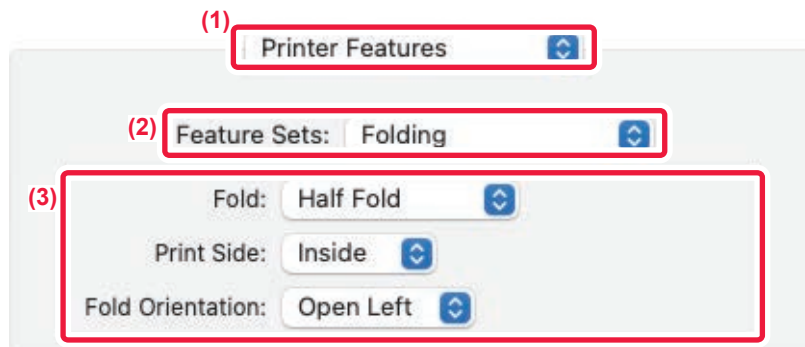 (1)
Printer Features
(2) Feature Sets: Folding
(3) Fold: Half Fold
Print Side: Inside
Fold Orientation: Open Left